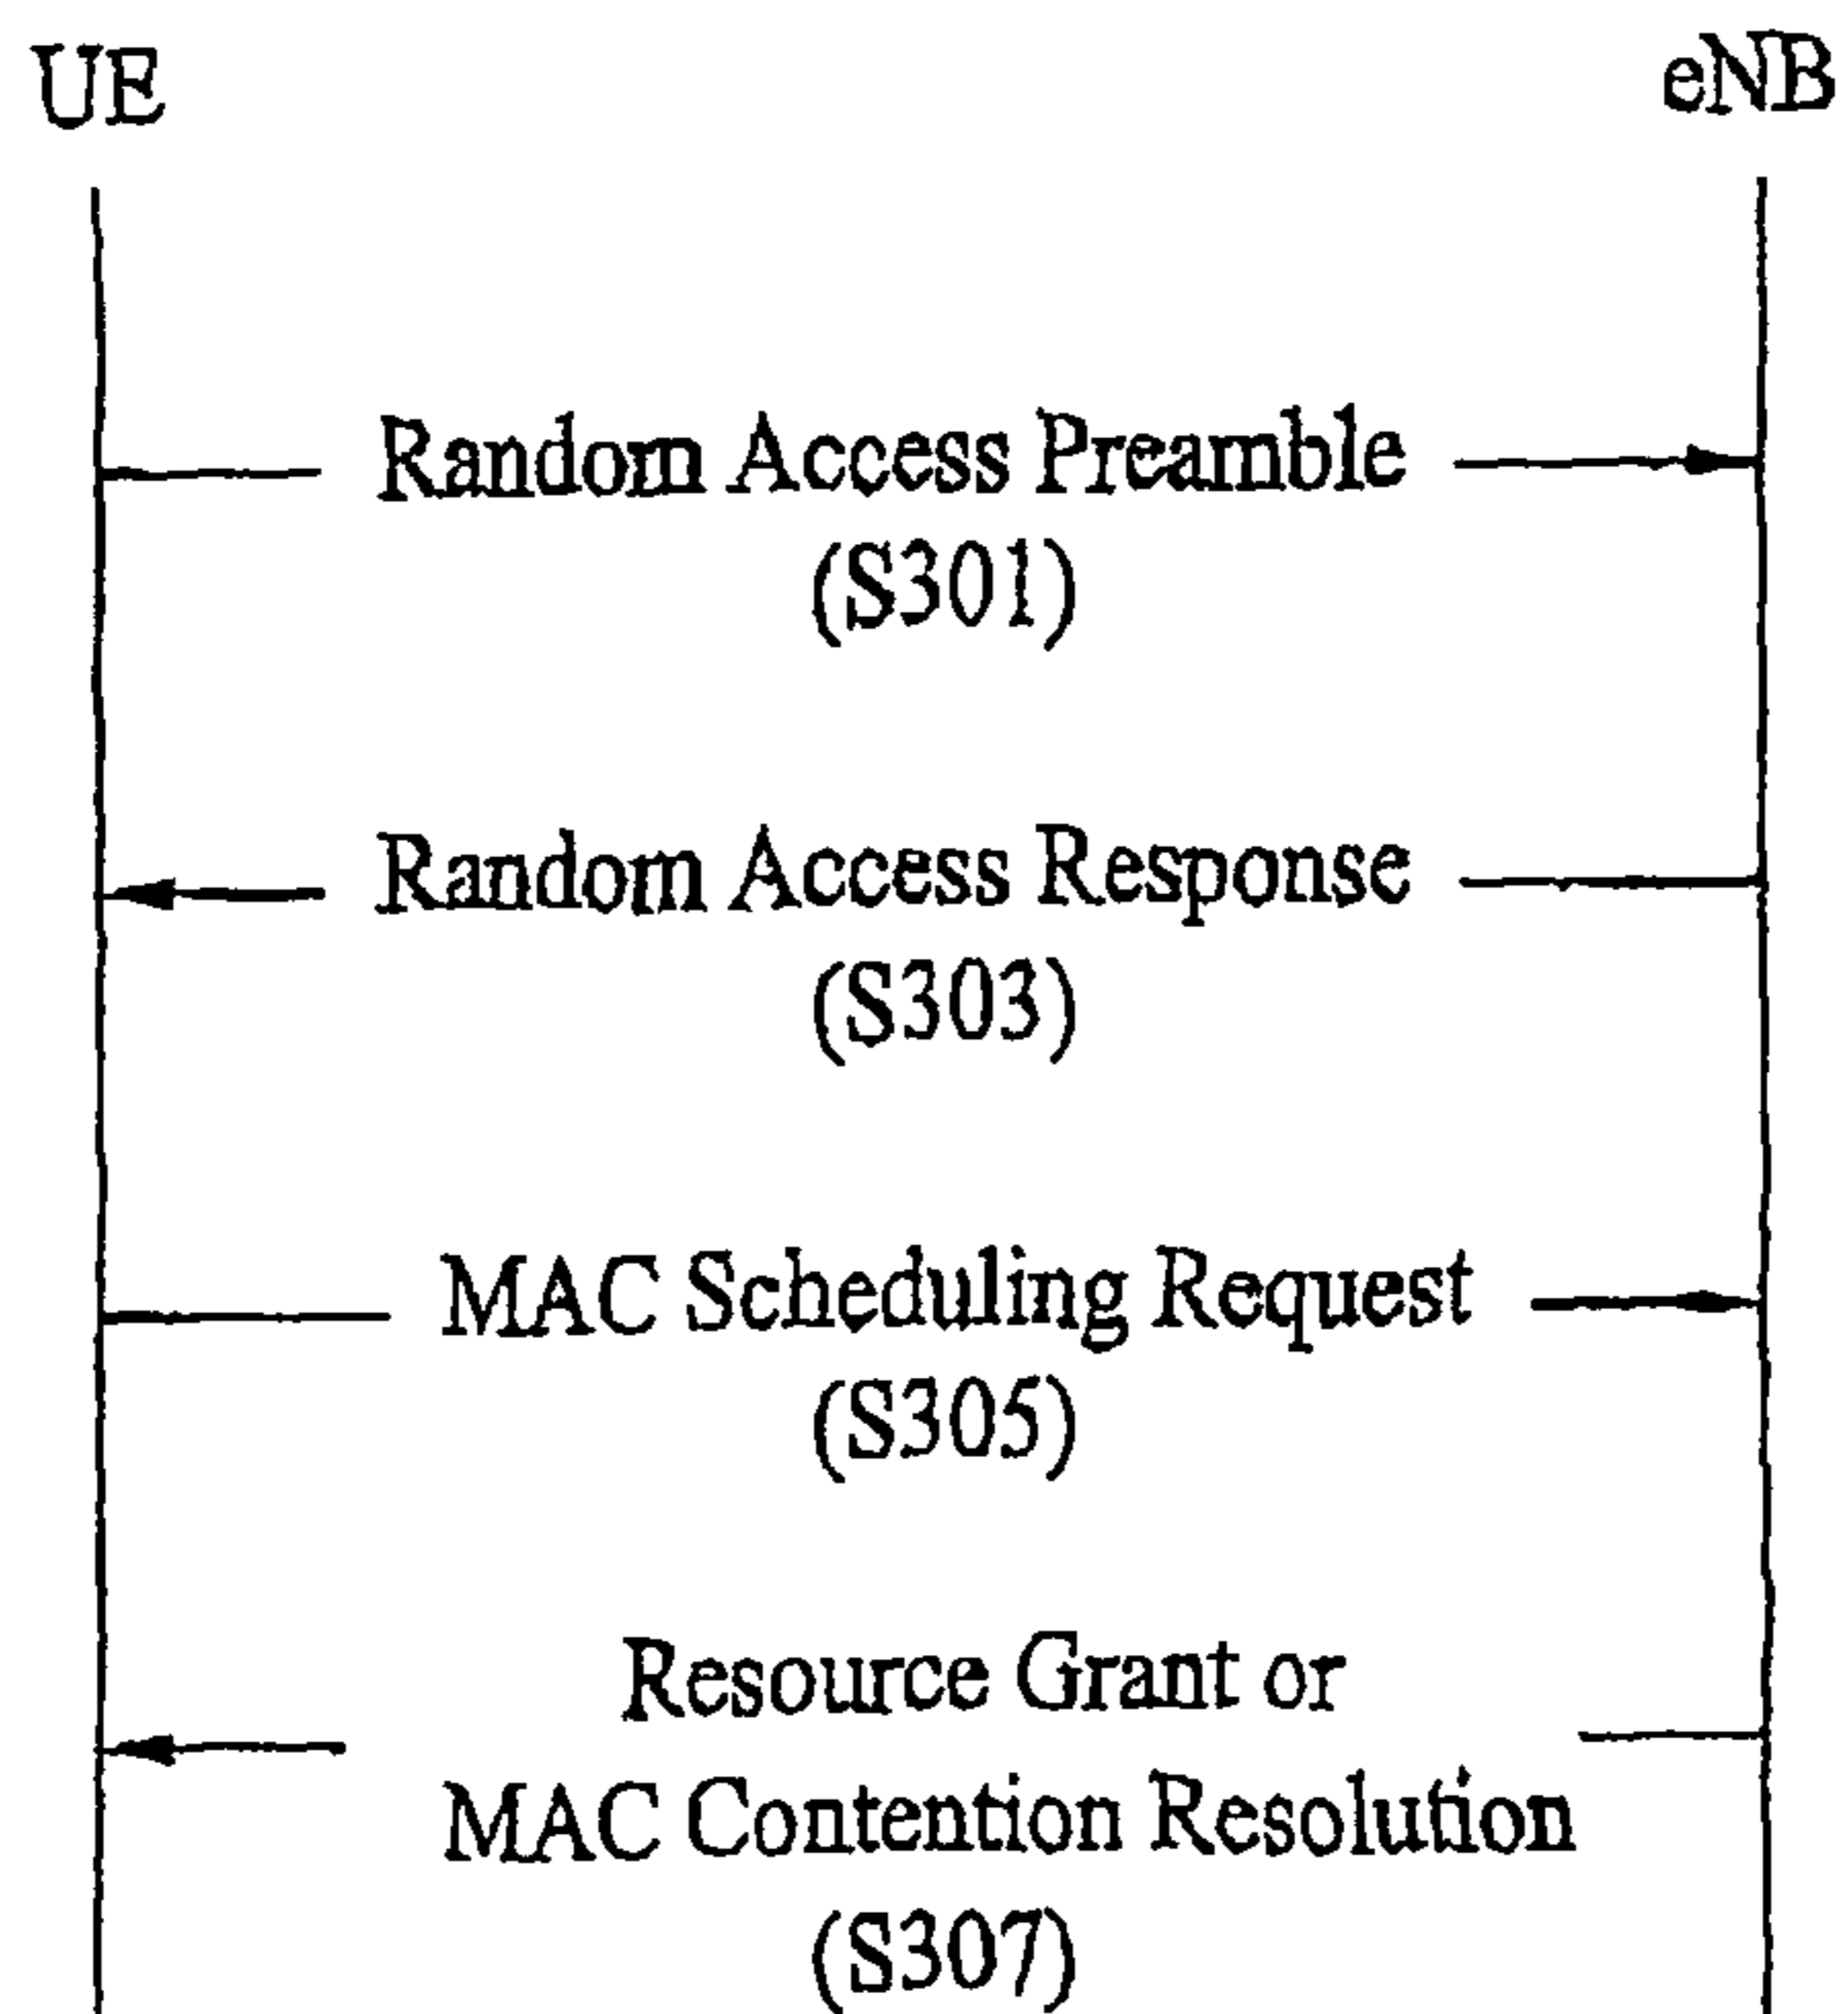 UE
eNB
Random Access Preamble
(S301)
Random Access Response
(S303)
MAC Scheduling Request
(S305)
Resource Grant or
MAC Contention Resolution
(S307)